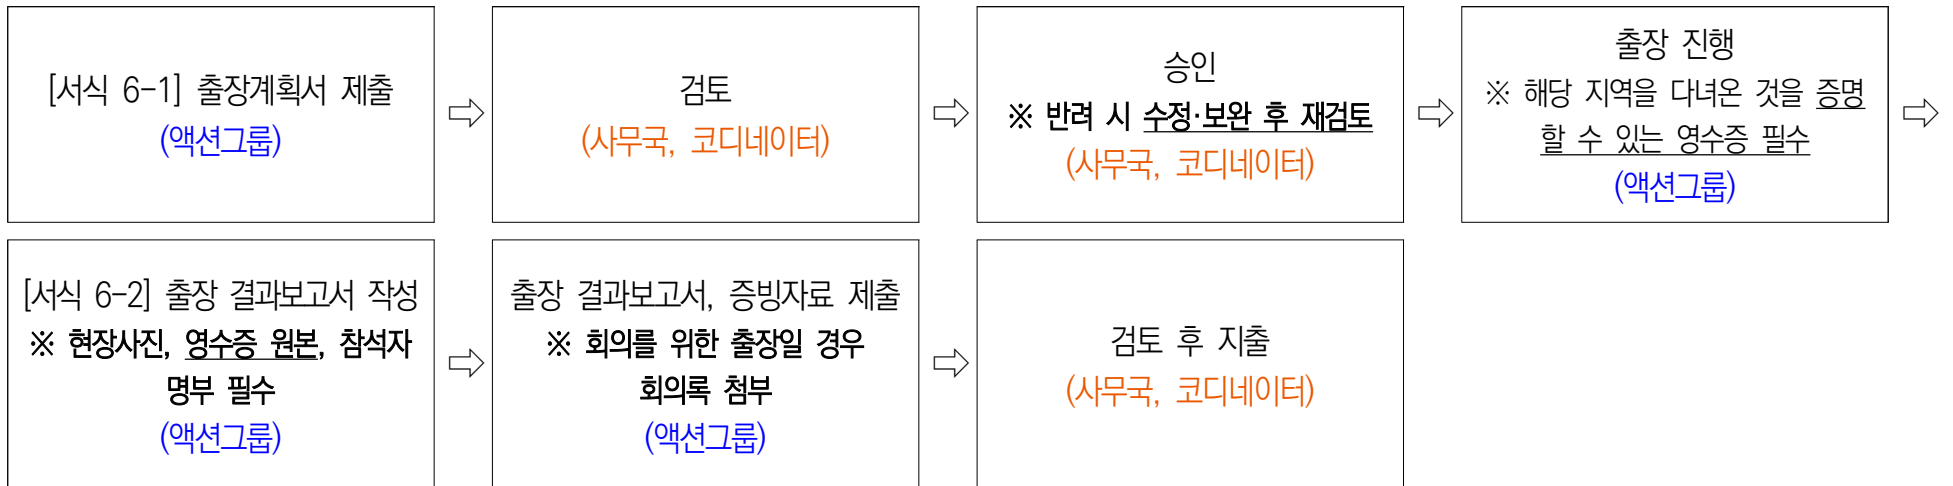 [서식 6-1] 출장계획서 제출
(액션그룹)
⇨
검토
(사무국, 코디네이터)
⇨
승인
※ 반려 시 수정·보완 후 재검토
(사무국, 코디네이터)
⇨
출장 진행
※ 해당 지역을 다녀온 것을 증명
할 수 있는 영수증 필수
(액션그룹)
⇨
[서식 6-2] 출장 결과보고서 작성
※ 현장사진, 영수증 원본, 참석자
명부 필수
(액션그룹)
⇨
출장 결과보고서, 증빙자료 제출
※ 회의를 위한 출장일 경우
회의록 첨부
(액션그룹)
⇨
검토 후 지출
(사무국, 코디네이터)